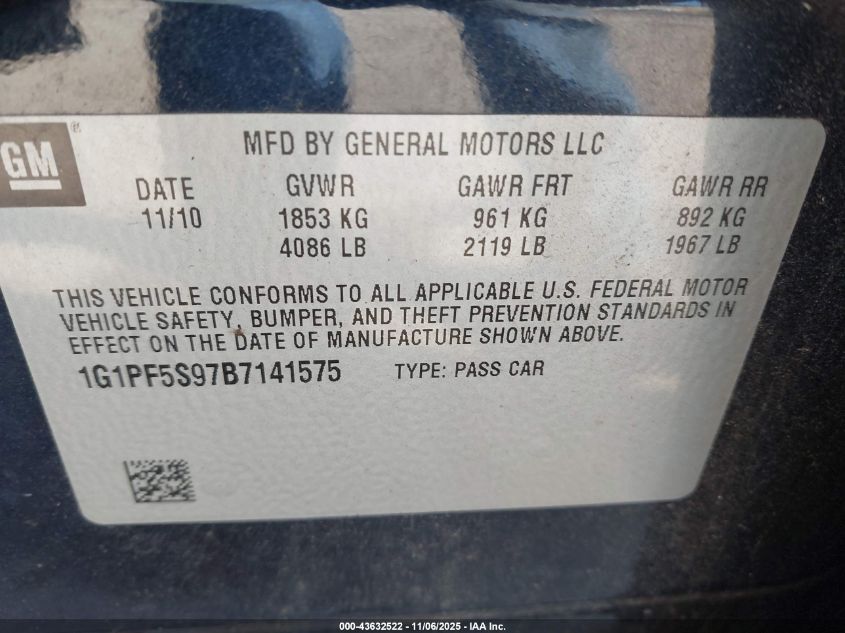 GM®
MFD BY GENERAL MOTORS LLC
DATE GVWR GAWR FRT GAWR RR
11/10 1853 KG 961 KG 892 KG
4086 LB 2119 LB 1967 LB
THIS VEHICLE CONFORMS TO ALL APPLICABLE U.S. FEDERAL MOTOR
VEHICLE SAFETY, BUMPER, AND THEFT PREVENTION STANDARDS IN
EFFECT ON THE DATE OF MANUFACTURE SHOWN ABOVE.
1G1PF5S97B7141575 TYPE: PASS CAR
000-43632522 - 11/06/2025 - IAA Inc.